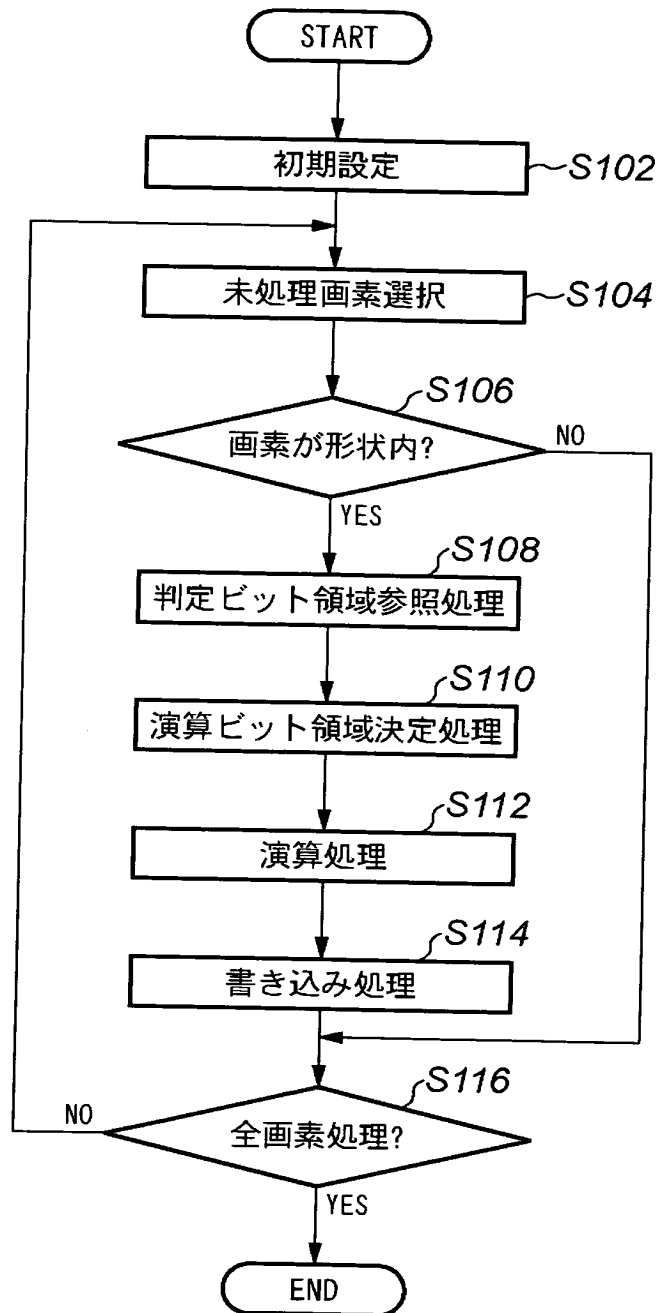 START
初期設定
S102
未処理画素選択
S104
S106
画素が形状内?
NO
YES
S108
判定ビット領域参照処理
S110
演算ビット領域決定処理
S112
演算処理
S114
書き込み処理
S116
NO
全画素処理?
YES
END